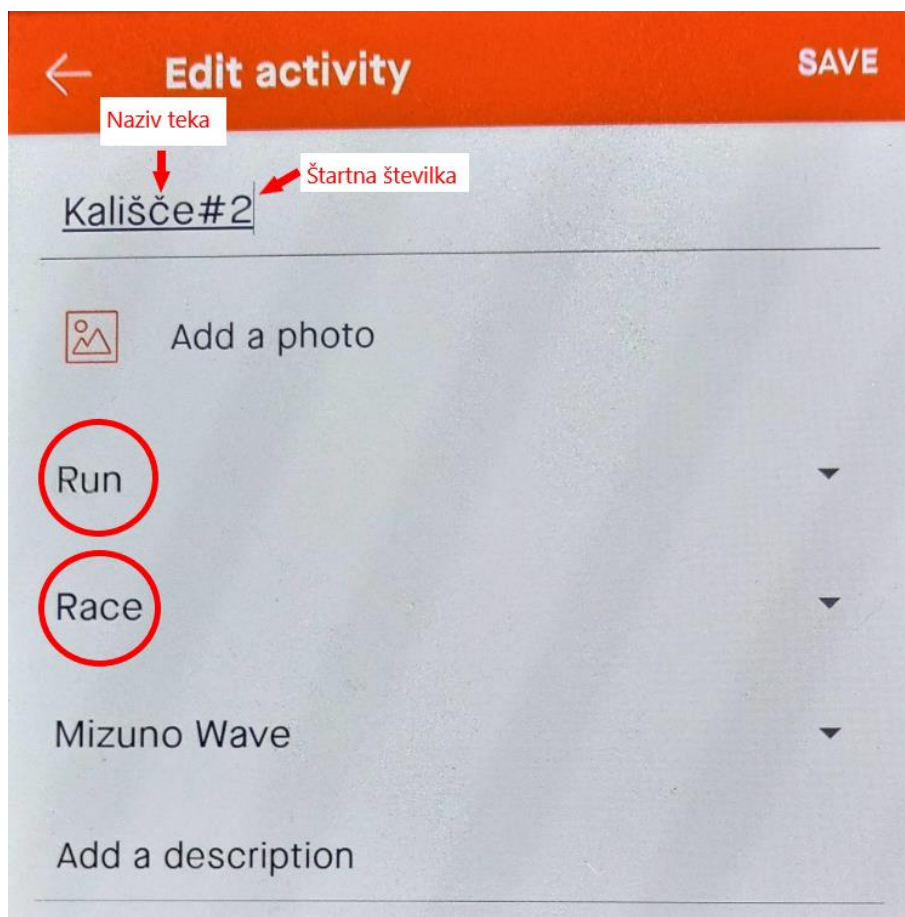 Edit activity
SAVE
Naziv teka
Štartna številka
Kališče#2
Add a photo
Run
Race
Mizuno Wave
Add a description